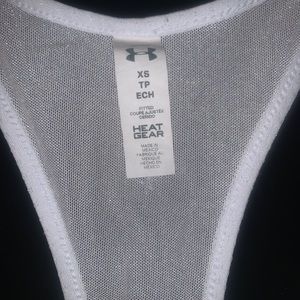 XS
TP
ECH
FITTED
COUPE AJUSTÉE
CEÑIDO
HEAT
GEAR
MADE IN
MEXICO
FABRIQUÉ AU
MEXIQUE
HECHO EN
MÉXICO